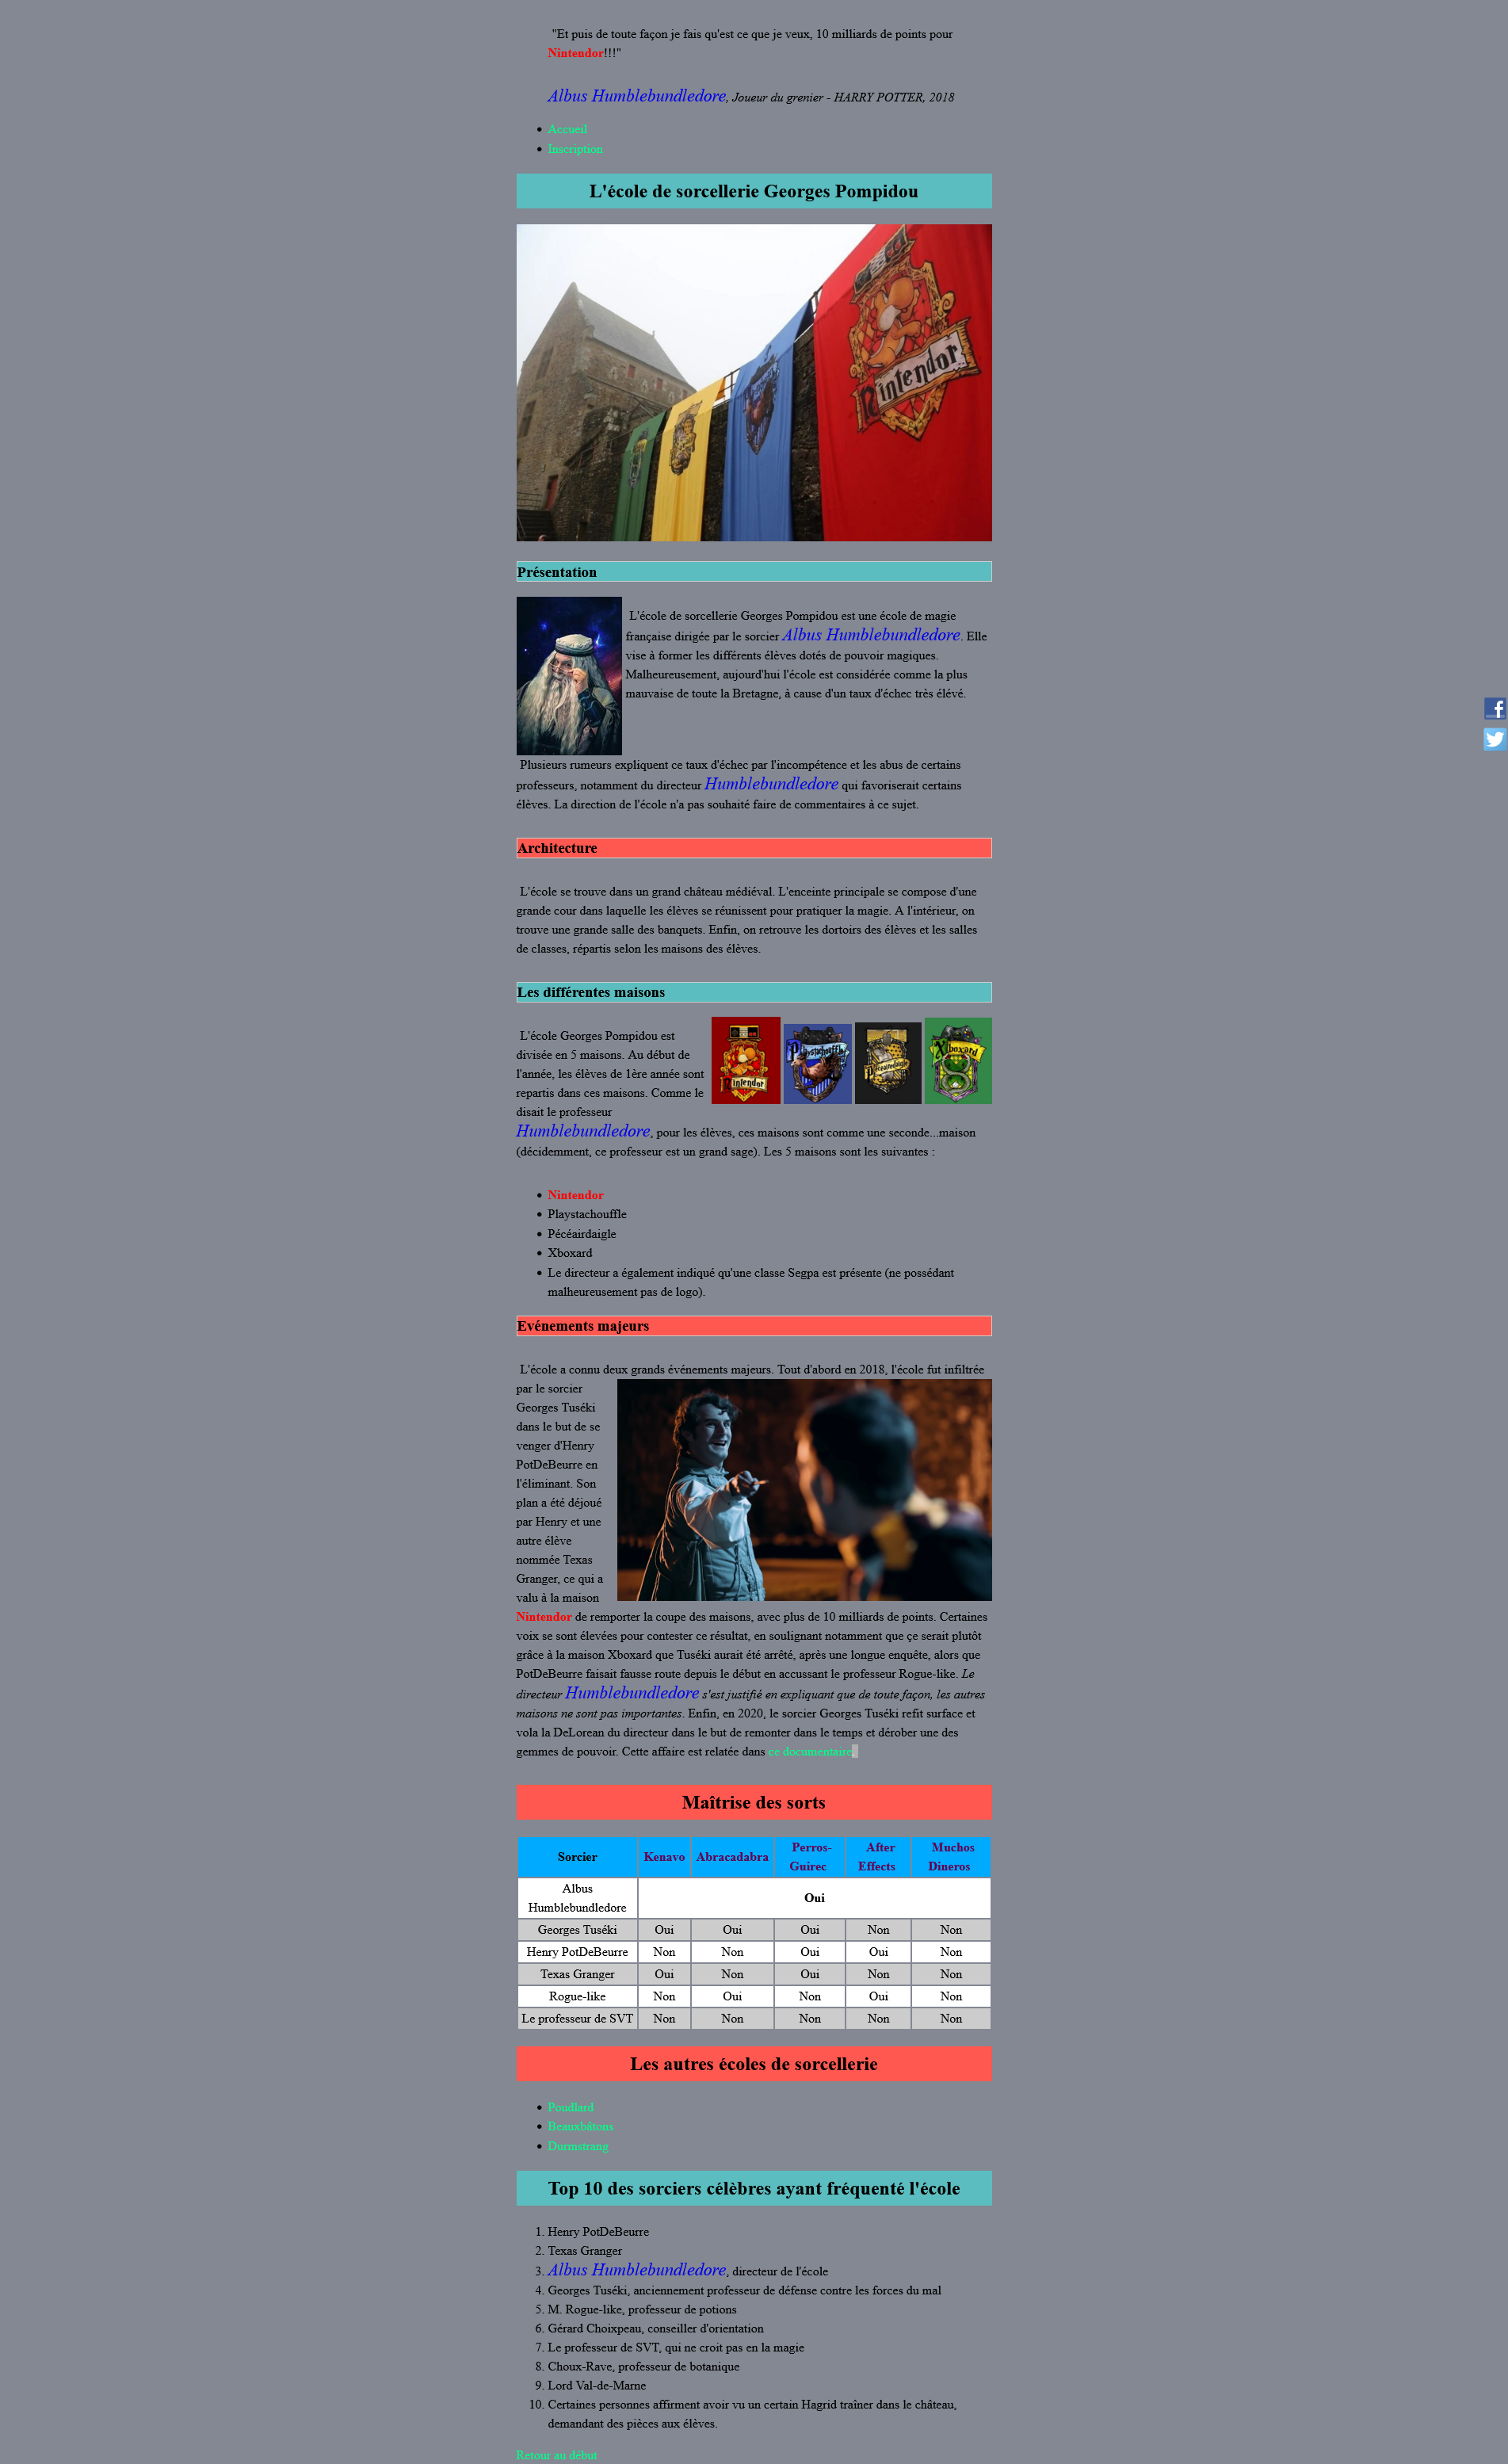 "Et puis de toute façon je fais qu'est ce que je veux, 10 milliards de points pour
Nintendor!!!"
Albus Humblebundledore, Joueur du grenier - HARRY POTTER, 2018
• Accueil
• Inscription
L'école de sorcellerie Georges Pompidou
Nintendor
Présentation
L'école de sorcellerie Georges Pompidou est une école de magie
française dirigée par le sorcier Albus Humblebundledore. Elle
vise à former les différents élèves dotés de pouvoir magiques.
Malheureusement, aujourd'hui l'école est considérée comme la plus
mauvaise de toute la Bretagne, à cause d'un taux d'échec très élévé.
Plusieurs rumeurs expliquent ce taux d'échec par l'incompétence et les abus de certains
professeurs, notamment du directeur Humblebundledore qui favoriserait certains
élèves. La direction de l'école n'a pas souhaité faire de commentaires à ce sujet.
Architecture
L'école se trouve dans un grand château médiéval. L'enceinte principale se compose d'une
grande cour dans laquelle les élèves se réunissent pour pratiquer la magie. A l'intérieur, on
trouve une grande salle des banquets. Enfin, on retrouve les dortoirs des élèves et les salles
de classes, répartis selon les maisons des élèves.
Les différentes maisons
L'école Georges Pompidou est
divisée en 5 maisons. Au début de
l'année, les élèves de 1ère année sont
repartis dans ces maisons. Comme le
disait le professeur
Nintendor Playstachouffle Pécéairdaigle Xboxard
Humblebundledore, pour les élèves, ces maisons sont comme une seconde...maison
(décidemment, ce professeur est un grand sage). Les 5 maisons sont les suivantes :
• Nintendor
• Playstachouffle
• Pécéairdaigle
• Xboxard
• Le directeur a également indiqué qu'une classe Segpa est présente (ne possédant
malheureusement pas de logo).
Evénements majeurs
L'école a connu deux grands événements majeurs. Tout d'abord en 2018, l'école fut infiltrée
par le sorcier
Georges Tuséki
dans le but de se
venger d'Henry
PotDeBeurre en
l'éliminant. Son
plan a été déjoué
par Henry et une
autre élève
nommée Texas
Granger, ce qui a
valu à la maison
Nintendor de remporter la coupe des maisons, avec plus de 10 milliards de points. Certaines
voix se sont élevées pour contester ce résultat, en soulignant notamment que çe serait plutôt
grâce à la maison Xboxard que Tuséki aurait été arrêté, après une longue enquête, alors que
PotDeBeurre faisait fausse route depuis le début en accussant le professeur Rogue-like. Le
directeur Humblebundledore s'est justifié en expliquant que de toute façon, les autres
maisons ne sont pas importantes. Enfin, en 2020, le sorcier Georges Tuséki refit surface et
vola la DeLorean du directeur dans le but de remonter dans le temps et dérober une des
gemmes de pouvoir. Cette affaire est relatée dans ce documentaire.
Maîtrise des sorts
Sorcier Kenavo Abracadabra Perros-Guirec After Effects Muchos Dineros
Albus Humblebundledore Oui
Georges Tuséki Oui Oui Oui Non Non
Henry PotDeBeurre Non Non Oui Oui Non
Texas Granger Oui Non Oui Non Non
Rogue-like Non Oui Non Oui Non
Le professeur de SVT Non Non Non Non Non
Les autres écoles de sorcellerie
• Poudlard
• Beauxbâtons
• Durmstrang
Top 10 des sorciers célèbres ayant fréquenté l'école
1. Henry PotDeBeurre
2. Texas Granger
3. Albus Humblebundledore, directeur de l'école
4. Georges Tuséki, anciennement professeur de défense contre les forces du mal
5. M. Rogue-like, professeur de potions
6. Gérard Choixpeau, conseiller d'orientation
7. Le professeur de SVT, qui ne croit pas en la magie
8. Choux-Rave, professeur de botanique
9. Lord Val-de-Marne
10. Certaines personnes affirment avoir vu un certain Hagrid traîner dans le château,
demandant des pièces aux élèves.
Retour au début